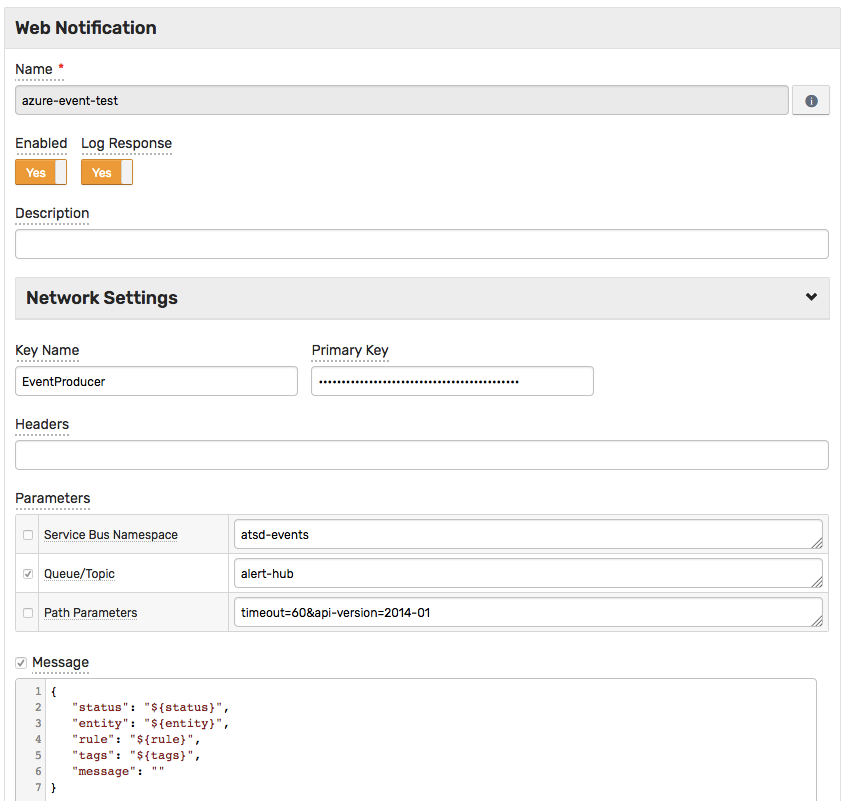 Web Notification
Name *
azure-event-test
Enabled Log Response
Yes Yes
Description
Network Settings
Key Name Primary Key
EventProducer ••••••••••••••••••••••••••••••••••••••••••••
Headers
Parameters
Service Bus Namespace atsd-events
Queue/Topic alert-hub
Path Parameters timeout=60&api-version=2014-01
Message
1 {
2 "status": "${status}",
3 "entity": "${entity}",
4 "rule": "${rule}",
5 "tags": "${tags}",
6 "message": ""
7 }